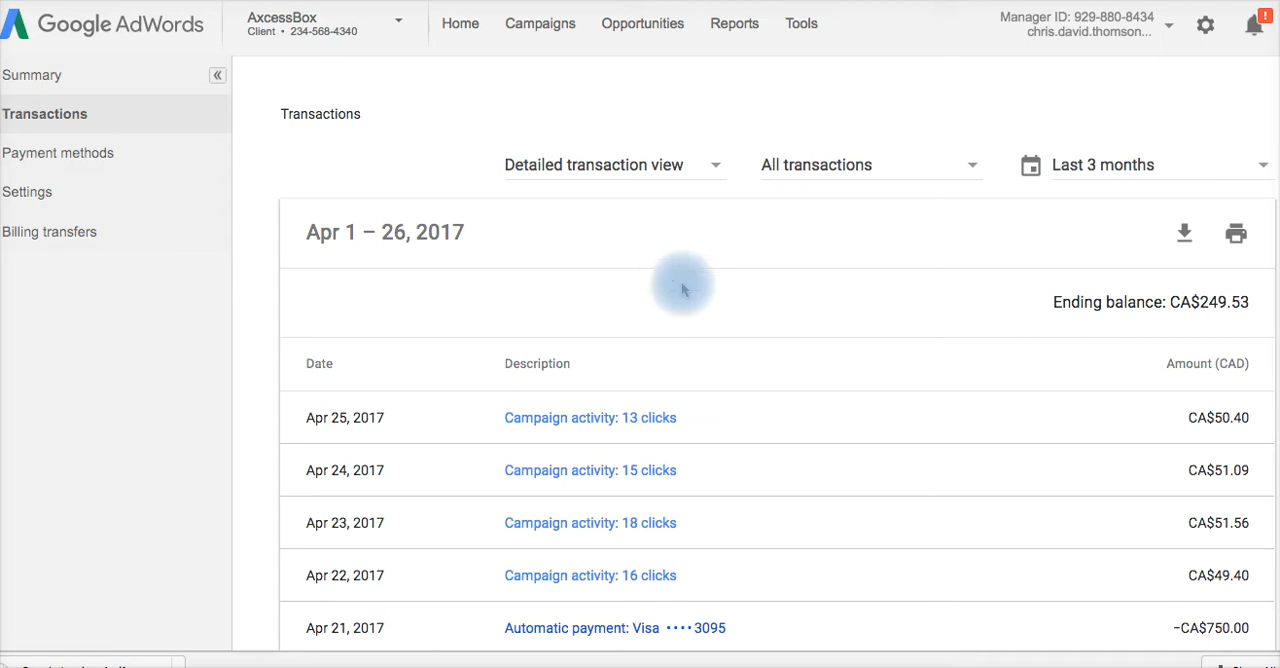 Google AdWords
AxcessBox
Client • 234-568-4340
Home Campaigns Opportunities Reports Tools
Manager ID: 929-880-8434
chris.david.thomson...
!
Summary
«
Transactions
Payment methods
Settings
Billing transfers
Transactions
Detailed transaction view All transactions Last 3 months
Apr 1 – 26, 2017
Ending balance: CA$249.53
Date Description Amount (CAD)
Apr 25, 2017 Campaign activity: 13 clicks CA$50.40
Apr 24, 2017 Campaign activity: 15 clicks CA$51.09
Apr 23, 2017 Campaign activity: 18 clicks CA$51.56
Apr 22, 2017 Campaign activity: 16 clicks CA$49.40
Apr 21, 2017 Automatic payment: Visa ••••3095 −CA$750.00